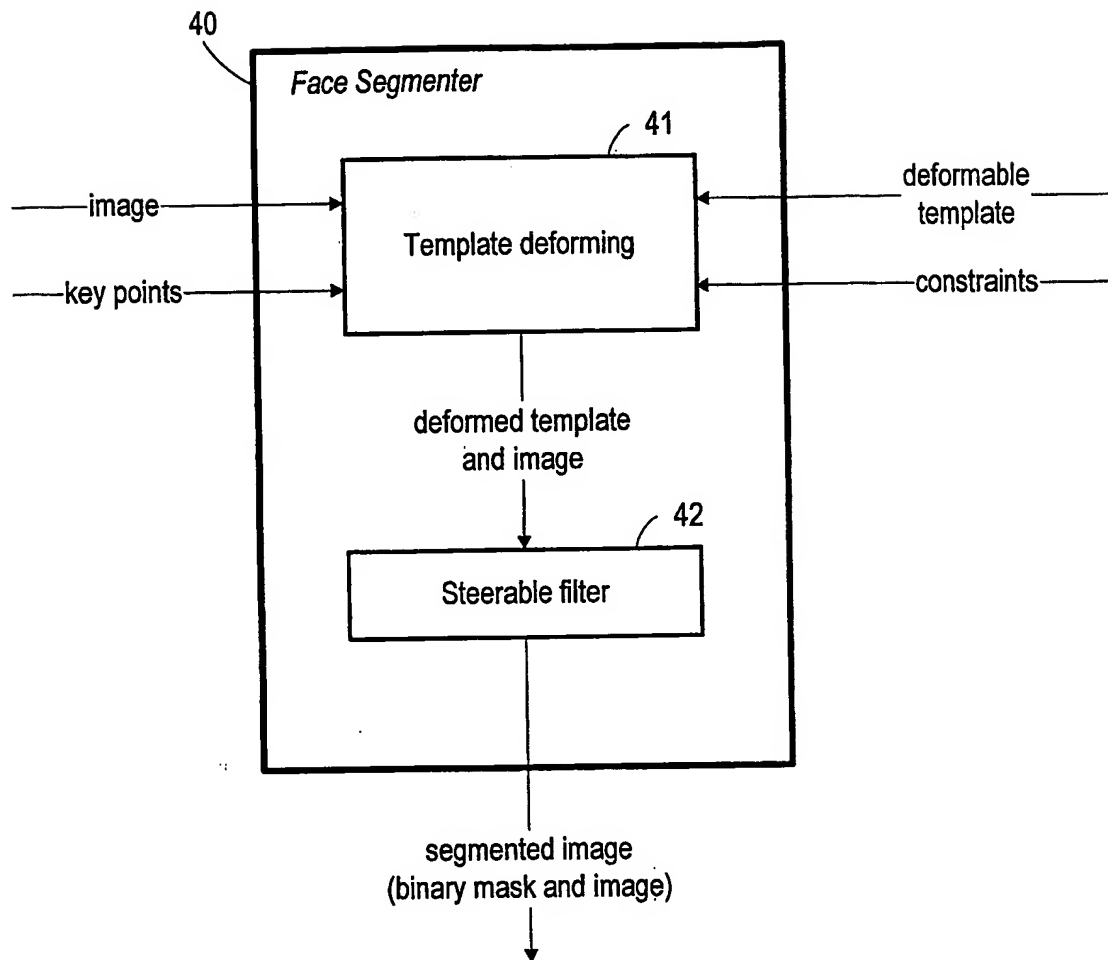 40
Face Segmenter
41
image
key points
Template deforming
deformable
template
constraints
deformed template
and image
42
Steerable filter
segmented image
(binary mask and image)